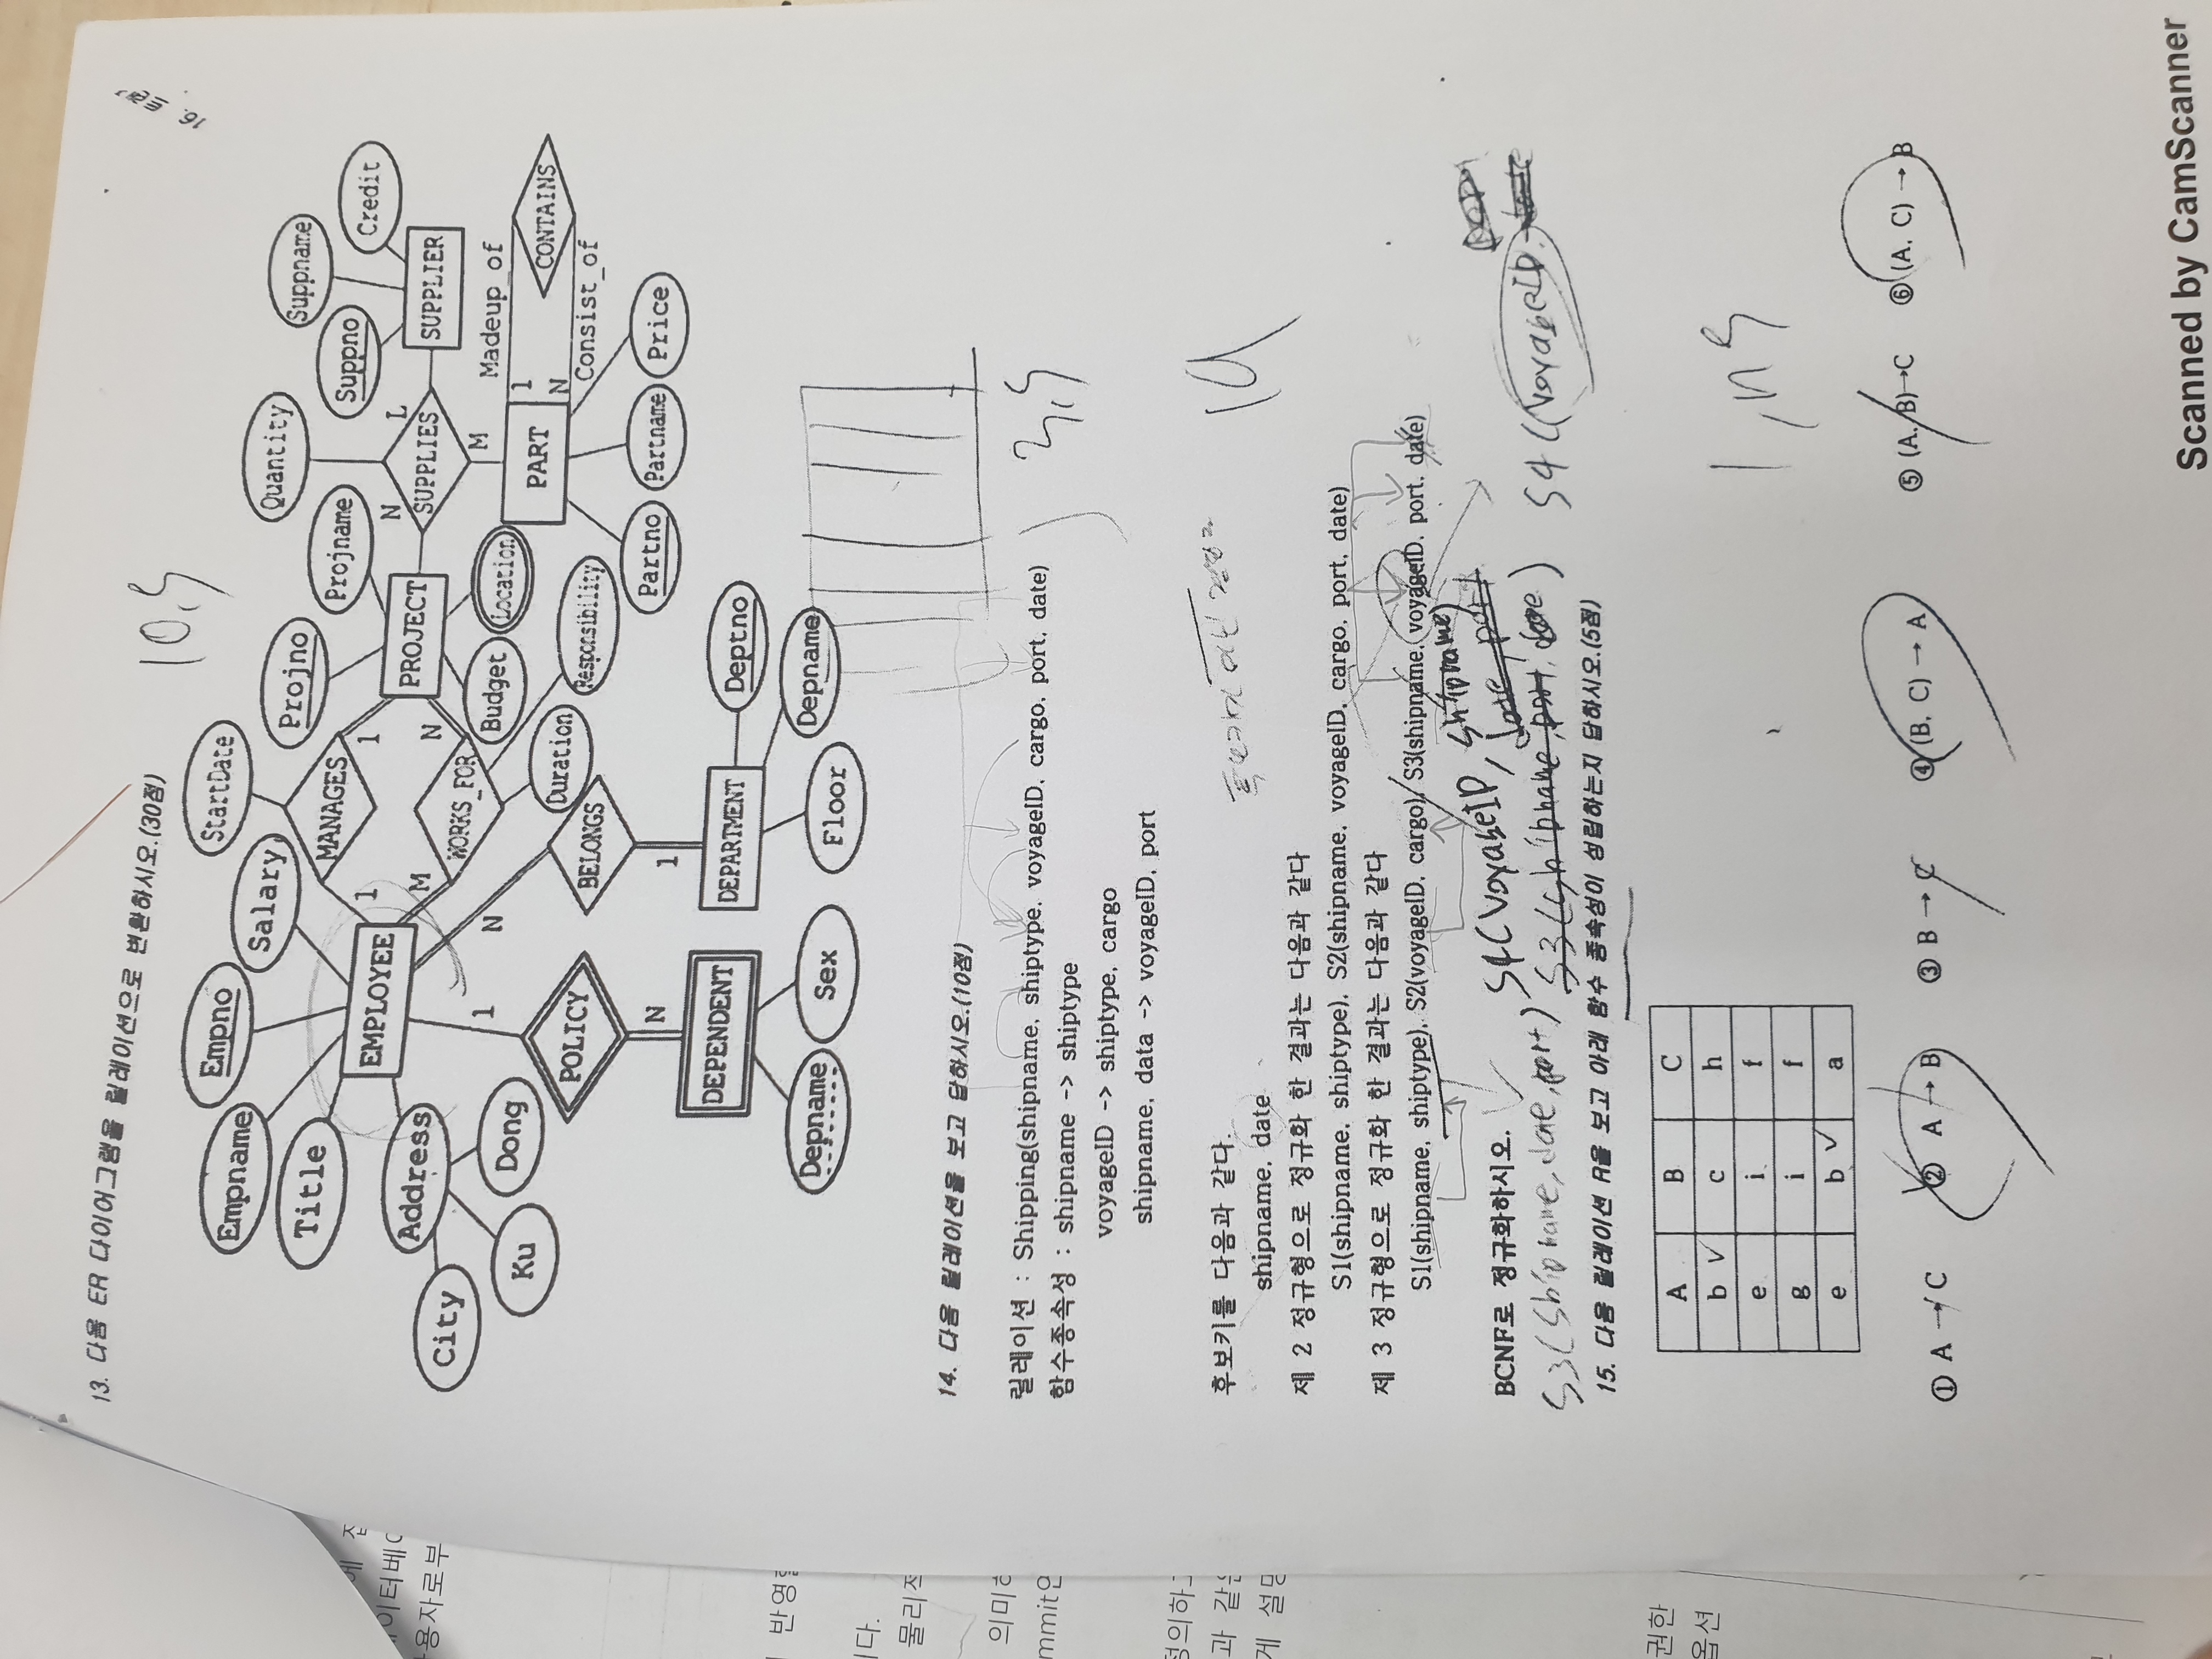 13. 다음 ER 다이어그램을 릴레이션으로 변환하시오.(30점)
10,5
Empname
Empno
Salary
StartDate
Projno
Projname
Quantity
Suppno
Suppname
Credit
Title
Address
City
Ku
Dong
EMPLOYEE
1
MANAGES
1
PROJECT
N
SUPPLIES
L
SUPPLIER
1
N
M
WORKS_FOR
N
Budget
Location
M
Madeup_of
POLICY
BELONGS
Duration
Responsibility
Partno
PART
1
N
CONTAINS
Consist_of
N
1
Partname
Price
DEPENDENT
DEPARTMENT
Deptno
Depname
Sex
Floor
Depname
14. 다음 릴레이션을 보고 답하시오.(10점)
릴레이션 : Shipping(shipname, shiptype, voyageID, cargo, port, date)
함수종속성 : shipname -> shiptype
voyageID -> shiptype, cargo
shipname, data -> voyageID, port
후보키를 다음과 같다.
shipname, date
제 2 정규형으로 정규화 한 결과는 다음과 같다
S1(shipname, shiptype), S2(shipname, voyageID, cargo, port, date)
제 3 정규형으로 정규화 한 결과는 다음과 같다
S1(shipname, shiptype), S2(voyageID, cargo), S3(shipname, voyageID, port, date)
BCNF로 정규화하시오.
S4(VoyageID, shipname)
S3(shipname, date, port)
S4(VoyageID,
15. 다음 릴레이션 R을 보고 아래 함수 종속성이 성립하는지 답하시오.(5점)
A B C
b c h
e i f
g i f
e b a
① A → C ② A → B ③ B → C ④ (B, C) → A ⑤ (A, B)→C ⑥ (A, C) → B
16.
Scanned by CamScanner